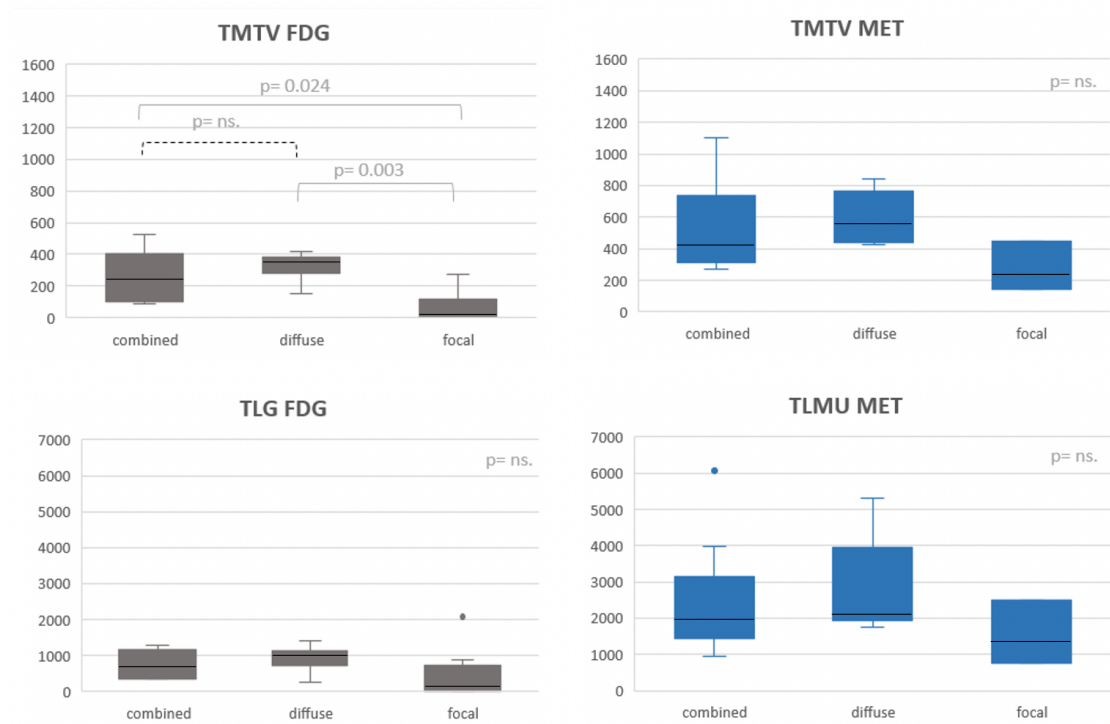 TMTV FDG
1600
1400
1200
1000
800
600
400
200
0
p= 0.024
p= ns.
p= 0.003
combined diffuse focal
TMTV MET
1600
1400
1200
1000
800
600
400
200
0
p= ns.
combined diffuse focal
TLG FDG
7000
6000
5000
4000
3000
2000
1000
0
p= ns.
combined diffuse focal
TLMU MET
7000
6000
5000
4000
3000
2000
1000
0
p= ns.
combined diffuse focal